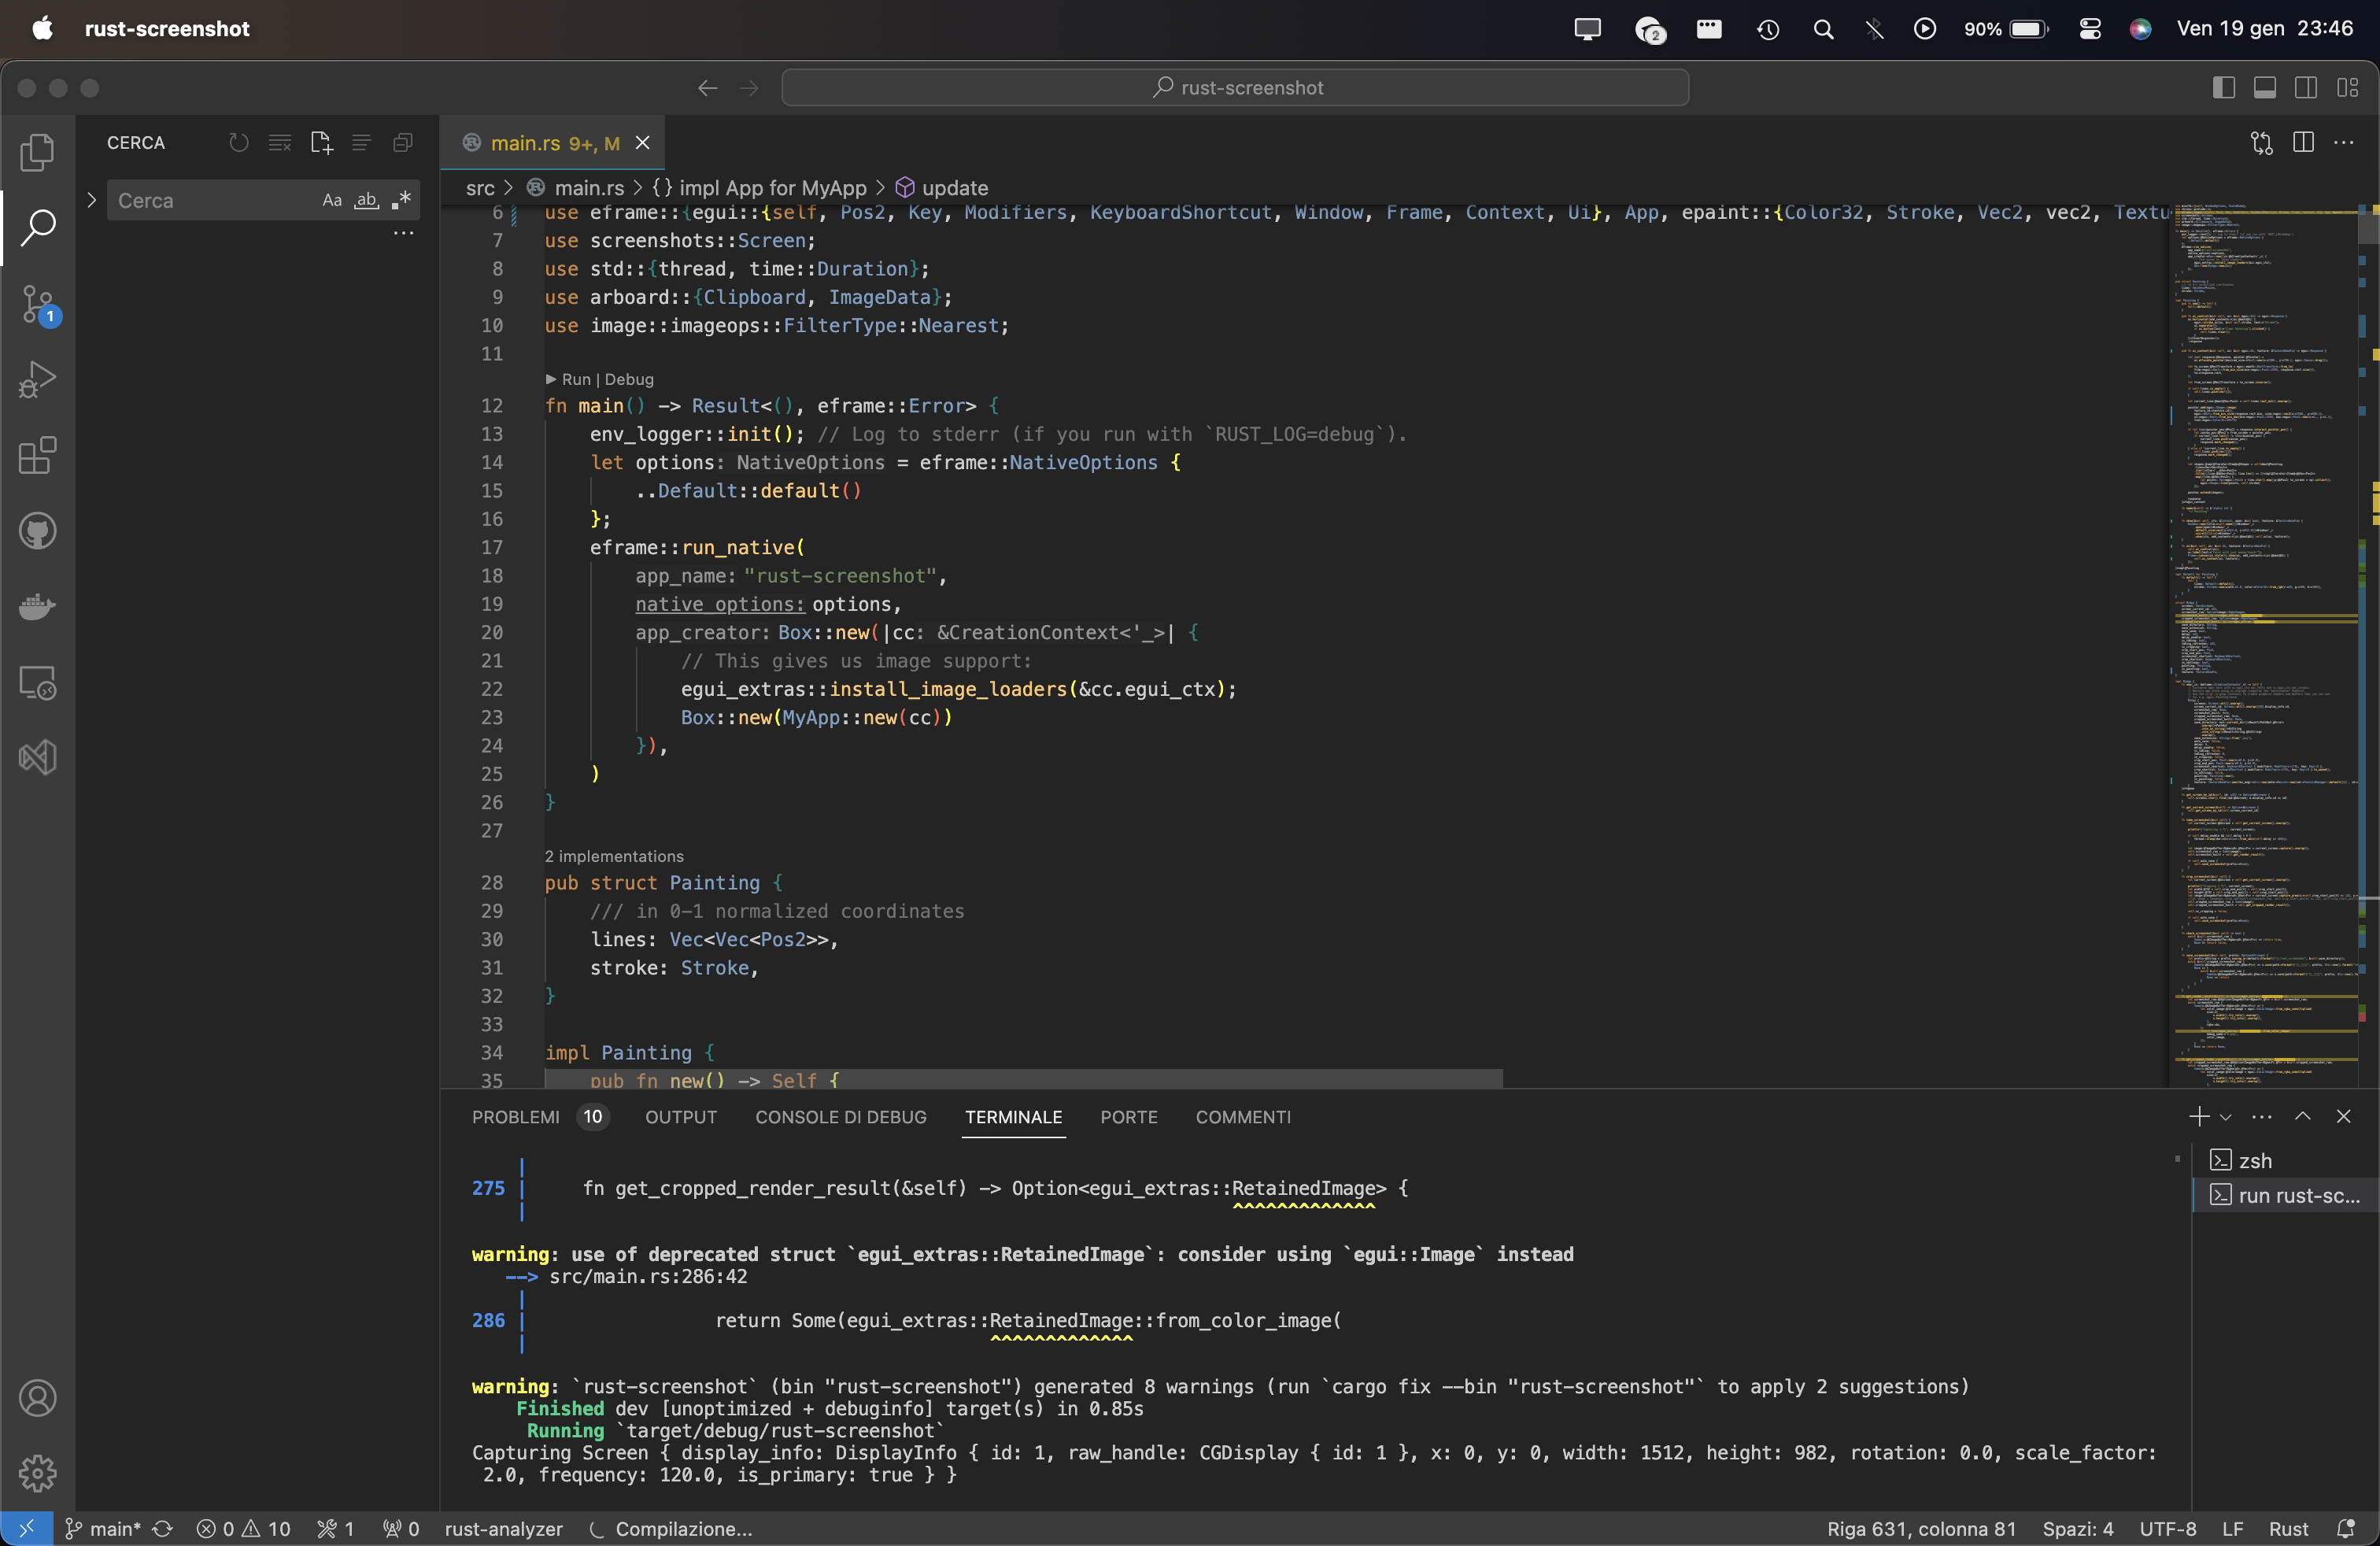 rust-screenshot
2
90%
Ven 19 gen 23:46
rust-screenshot
CERCA
Cerca
Aa ab
1
main.rs 9+, M
src > main.rs > {} impl App for MyApp > update
6 use eframe::{egui::{self, Pos2, Key, Modifiers, KeyboardShortcut, Window, Frame, Context, Ui}, App, epaint::{Color32, Stroke, Vec2, vec2, Textu
7 use screenshots::Screen;
8 use std::{thread, time::Duration};
9 use arboard::{Clipboard, ImageData};
10 use image::imageops::FilterType::Nearest;
11
Run | Debug
12 fn main() -> Result<(), eframe::Error> {
13 env_logger::init(); // Log to stderr (if you run with `RUST_LOG=debug`).
14 let options: NativeOptions = eframe::NativeOptions {
15 ..Default::default()
16 };
17 eframe::run_native(
18 app_name: "rust-screenshot",
19 native_options: options,
20 app_creator: Box::new(|cc: &CreationContext<'_>| {
21 // This gives us image support:
22 egui_extras::install_image_loaders(&cc.egui_ctx);
23 Box::new(MyApp::new(cc))
24 }),
25 )
26 }
27
2 implementations
28 pub struct Painting {
29 /// in 0-1 normalized coordinates
30 lines: Vec<Vec<Pos2>>,
31 stroke: Stroke,
32 }
33
34 impl Painting {
35 pub fn new() -> Self {
PROBLEMI 10 OUTPUT CONSOLE DI DEBUG TERMINALE PORTE COMMENTI
275 | fn get_cropped_render_result(&self) -> Option<egui_extras::RetainedImage> {
| ^^^^^^^^^^^^^
warning: use of deprecated struct `egui_extras::RetainedImage`: consider using `egui::Image` instead
--> src/main.rs:286:42
|
286 | return Some(egui_extras::RetainedImage::from_color_image(
| ^^^^^^^^^^^^^
warning: `rust-screenshot` (bin "rust-screenshot") generated 8 warnings (run `cargo fix --bin "rust-screenshot"` to apply 2 suggestions)
Finished dev [unoptimized + debuginfo] target(s) in 0.85s
Running `target/debug/rust-screenshot`
Capturing Screen { display_info: DisplayInfo { id: 1, raw_handle: CGDisplay { id: 1 }, x: 0, y: 0, width: 1512, height: 982, rotation: 0.0, scale_factor:
2.0, frequency: 120.0, is_primary: true } }
zsh
run rust-sc...
main* 0 10 1 0 rust-analyzer Compilazione... Riga 631, colonna 81 Spazi: 4 UTF-8 LF Rust